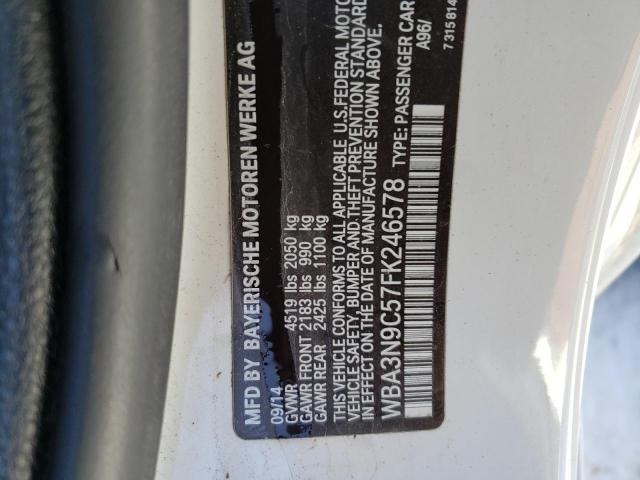 MFD BY BAYERISCHE MOTOREN WERKE AG
09/14
GVWR 4519 lbs 2050 kg
GAWR FRONT 2183 lbs 990 kg
GAWR REAR 2425 lbs 1100 kg
THIS VEHICLE CONFORMS TO ALL APPLICABLE U.S. FEDERAL MOTOR
VEHICLE SAFETY, BUMPER AND THEFT PREVENTION STANDARD
IN EFFECT ON THE DATE OF MANUFACTURE SHOWN ABOVE.
WBA3N9C57FK246578 TYPE: PASSENGER CAR
A96/
7 315 814